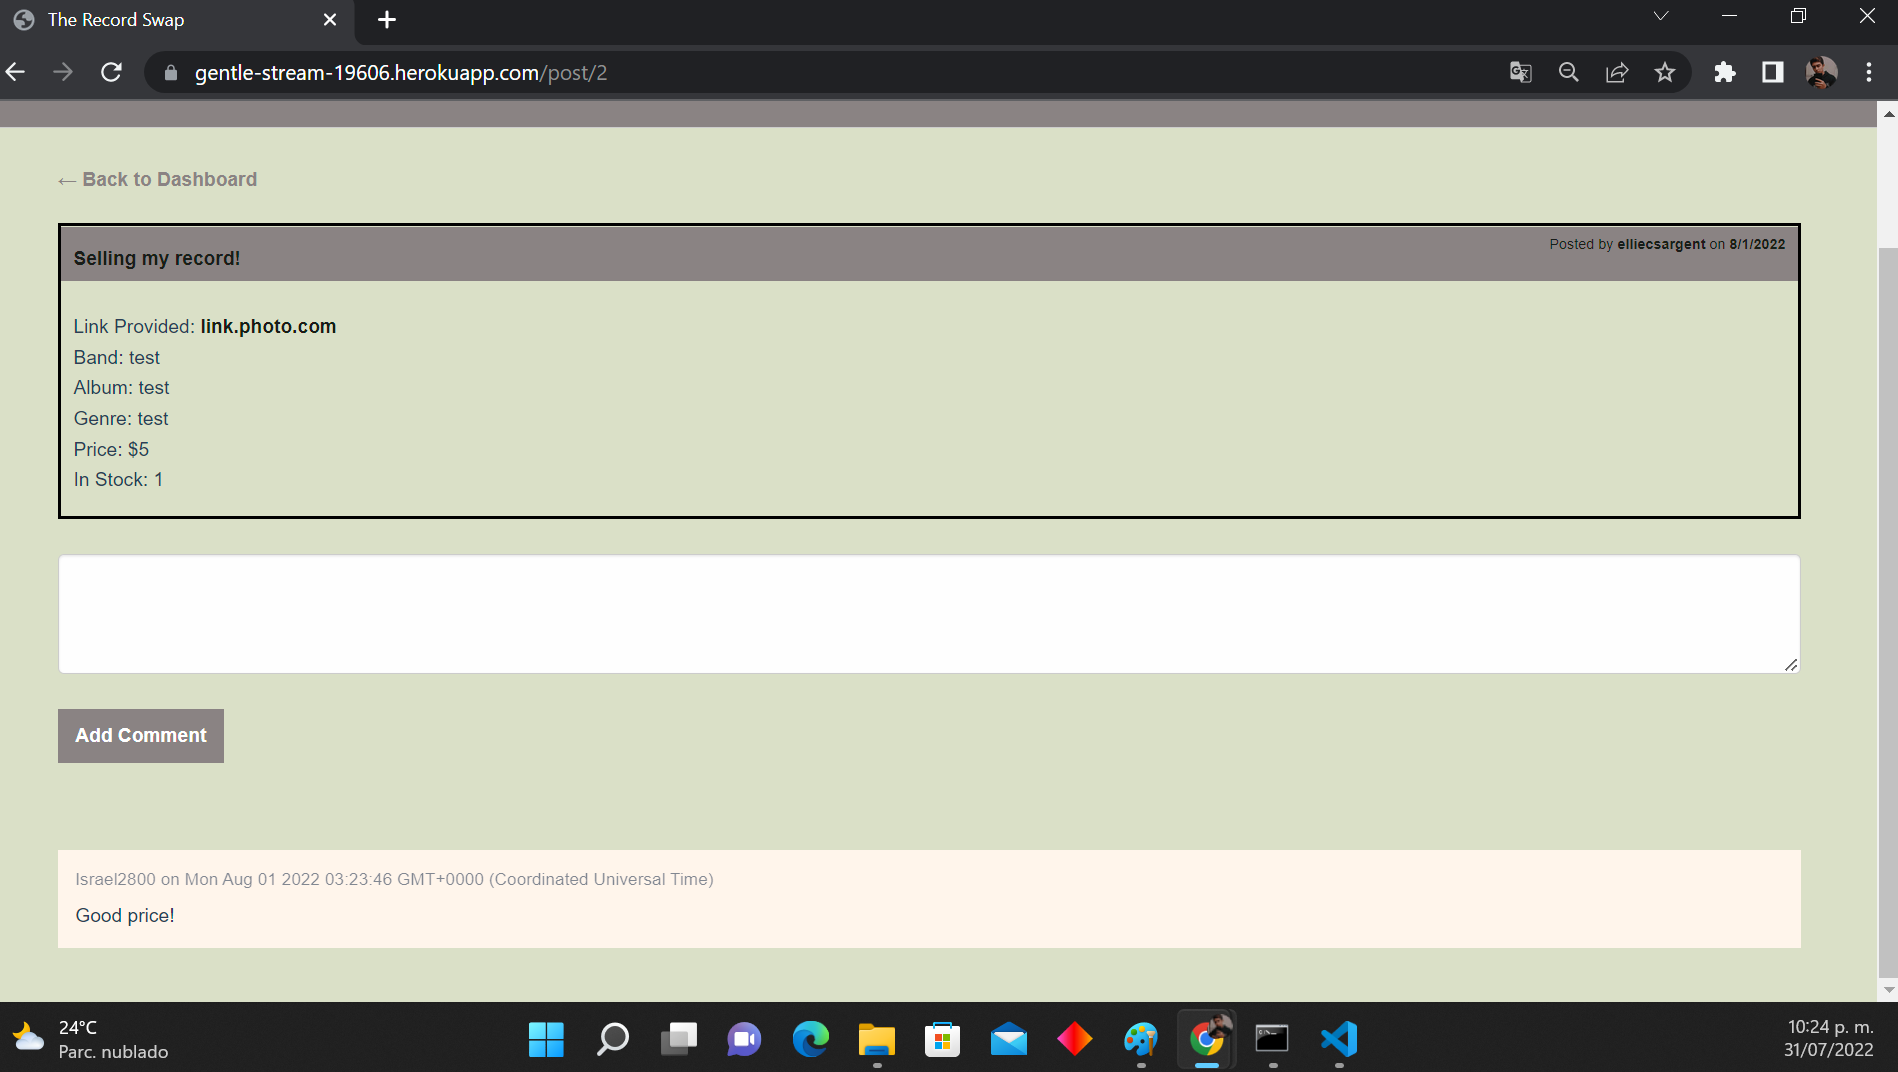 The Record Swap
gentle-stream-19606.herokuapp.com/post/2
← Back to Dashboard
Selling my record!
Posted by elliecsargent on 8/1/2022
Link Provided: link.photo.com
Band: test
Album: test
Genre: test
Price: $5
In Stock: 1
Add Comment
Israel2800 on Mon Aug 01 2022 03:23:46 GMT+0000 (Coordinated Universal Time)
Good price!
24°C
Parc. nublado
10:24 p. m.
31/07/2022